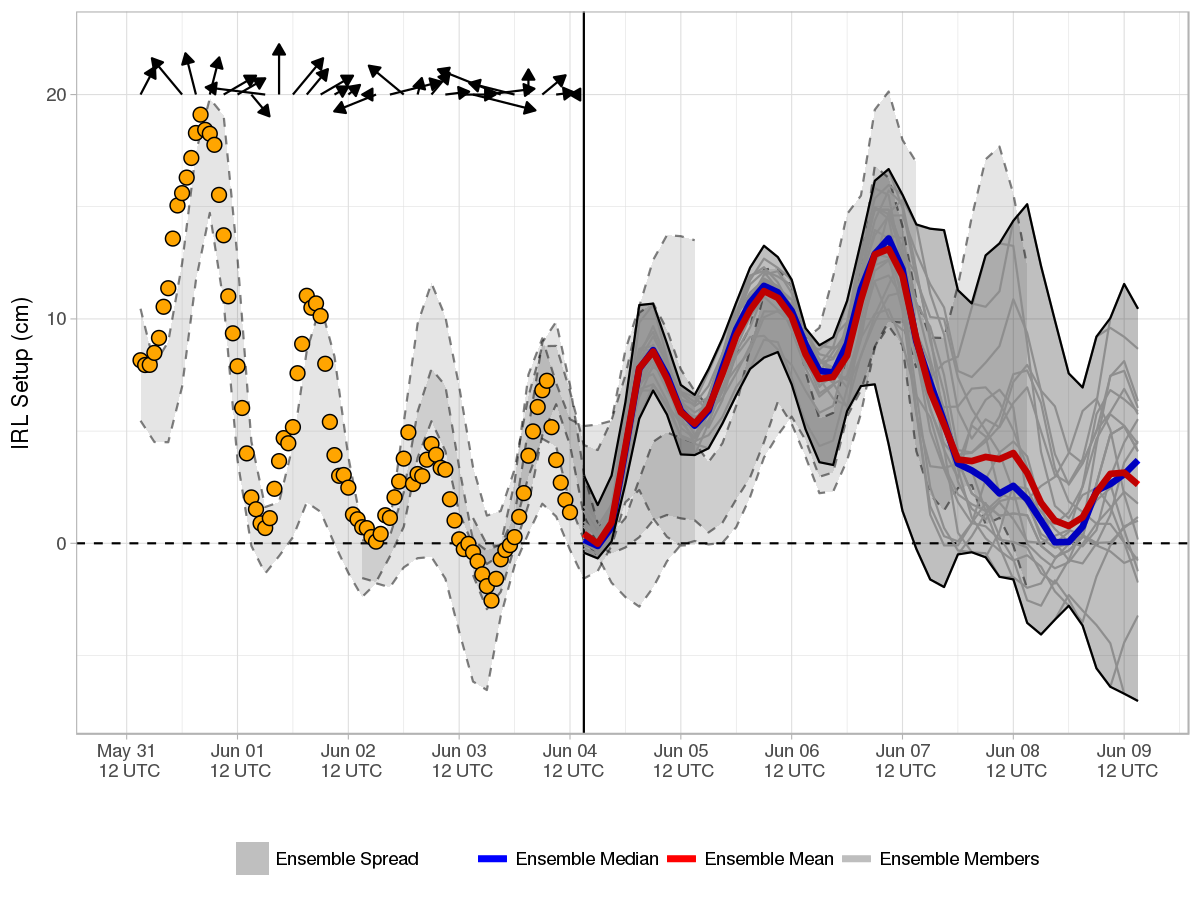 IRL Setup (cm)
20
10
0
May 31 Jun 01 Jun 02 Jun 03 Jun 04 Jun 05 Jun 06 Jun 07 Jun 08 Jun 09
12 UTC 12 UTC 12 UTC 12 UTC 12 UTC 12 UTC 12 UTC 12 UTC 12 UTC 12 UTC
Ensemble Spread Ensemble Median Ensemble Mean Ensemble Members